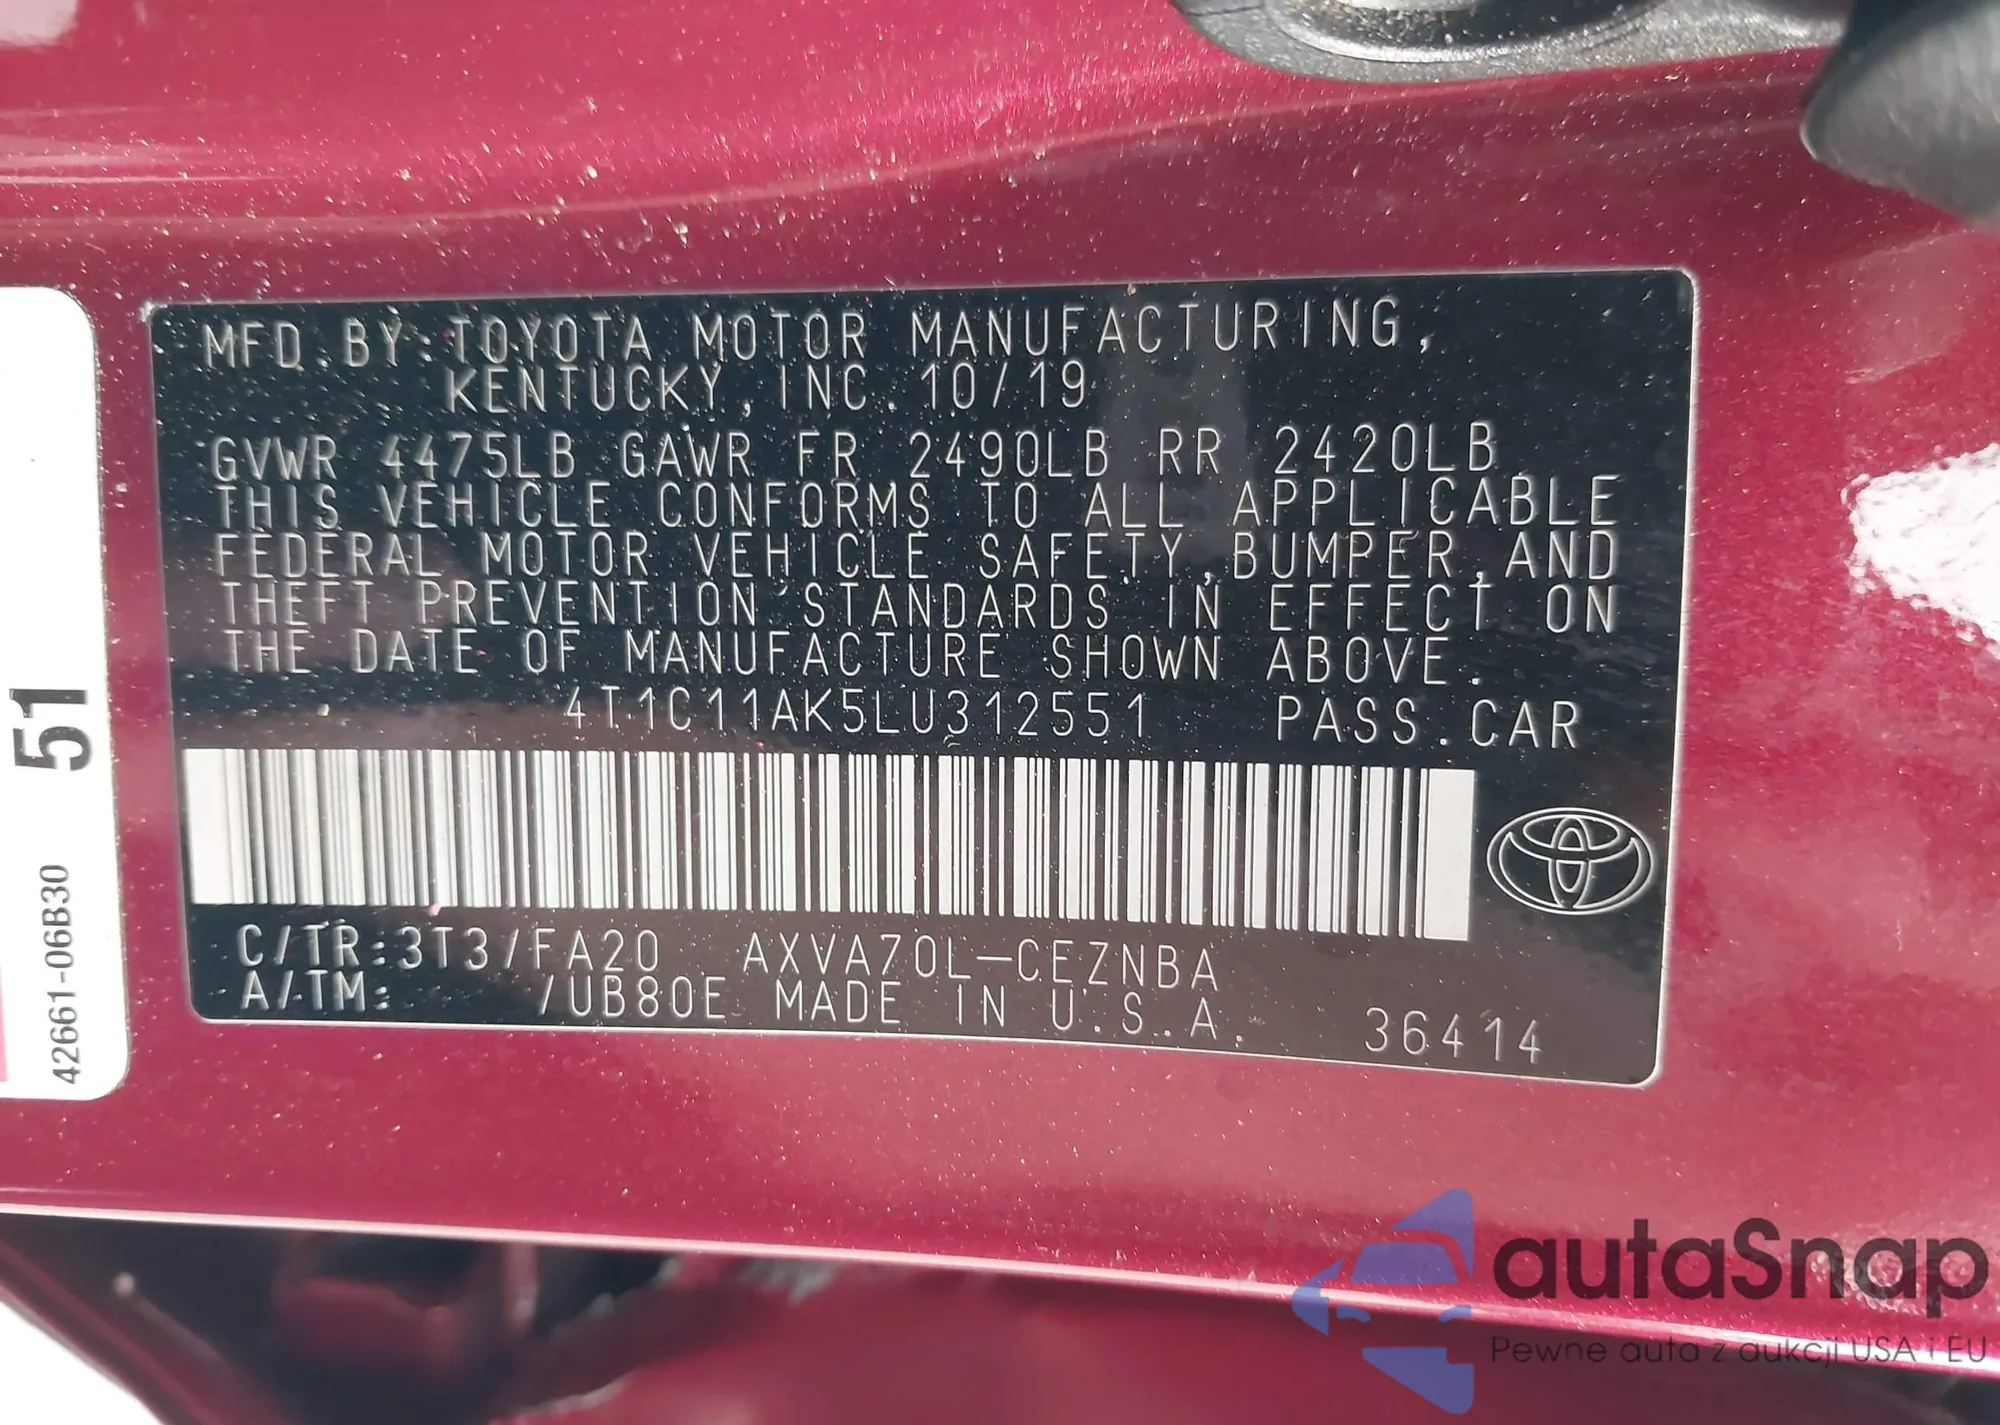 MFD. BY: TOYOTA MOTOR MANUFACTURING,
KENTUCKY, INC. 10/19
GVWR 4475LB GAWR FR 2490LB RR 2420LB
THIS VEHICLE CONFORMS TO ALL APPLICABLE
FEDERAL MOTOR VEHICLE SAFETY, BUMPER, AND
THEFT PREVENTION STANDARDS IN EFFECT ON
THE DATE OF MANUFACTURE SHOWN ABOVE.
4T1C11AK5LU312551 PASS. CAR
C/TR:3T3/FA20 AXVA70L-CEZNBA
A/TM: /UB80E MADE IN U.S.A. 36414
51
42661-06B30
autaSnap
Pewne auta z aukcji USA i EU